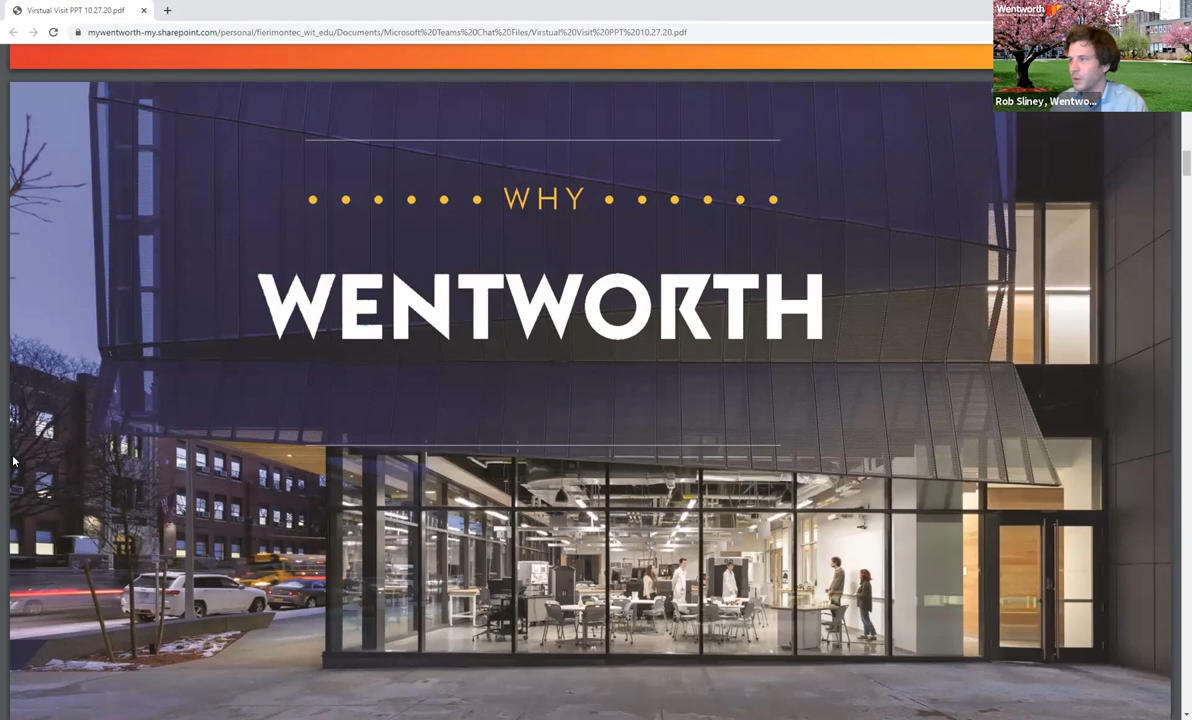 Virstual Visit PPT 10.27.20.pdf
mywentworth-my.sharepoint.com/personal/fierimontec_wit_edu/Documents/Microsoft%20Teams%20Chat%20Files/Virstual%20Visit%20PPT%2010.27.20.pdf
Wentworth
Rob Sliney, Wentwo...
WHY
WENTWORTH